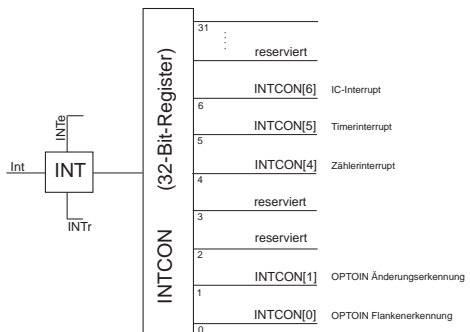 31
reserviert
INTCON[6] IC-Interrupt
6
INTCON[5] Timerinterrupt
5
INTCON[4] Zählerinterrupt
4
reserviert
3
reserviert
2
INTCON[1] OPTOIN Änderungserkennung
1
INTCON[0] OPTOIN Flankenerkennung
0
INTCON (32-Bit-Register)
INTe
Int
INT
INTr